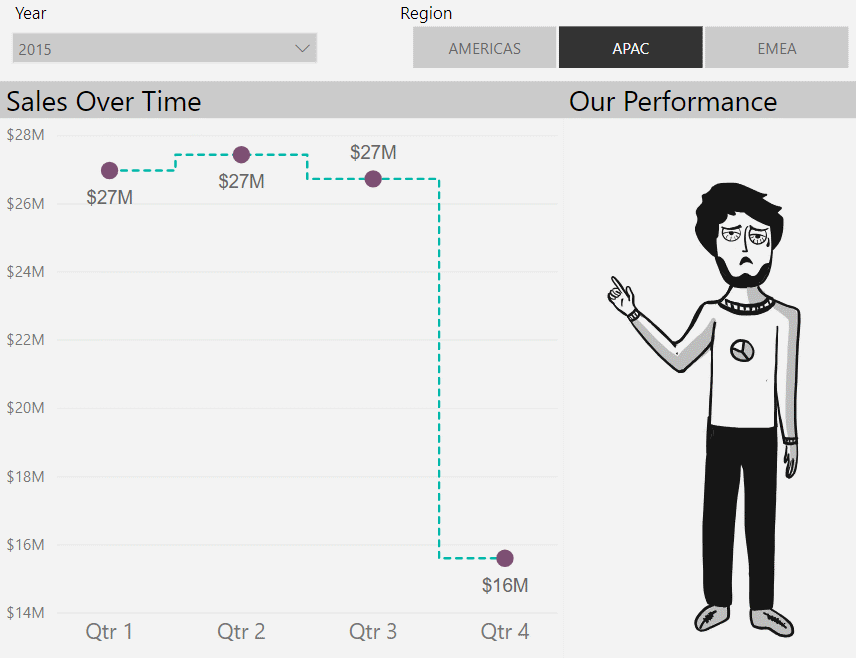 Year
Region
2015
AMERICAS
APAC
EMEA
Sales Over Time
Our Performance
$28M
$26M
$24M
$22M
$20M
$18M
$16M
$14M
$27M
$27M
$27M
$16M
Qtr 1
Qtr 2
Qtr 3
Qtr 4